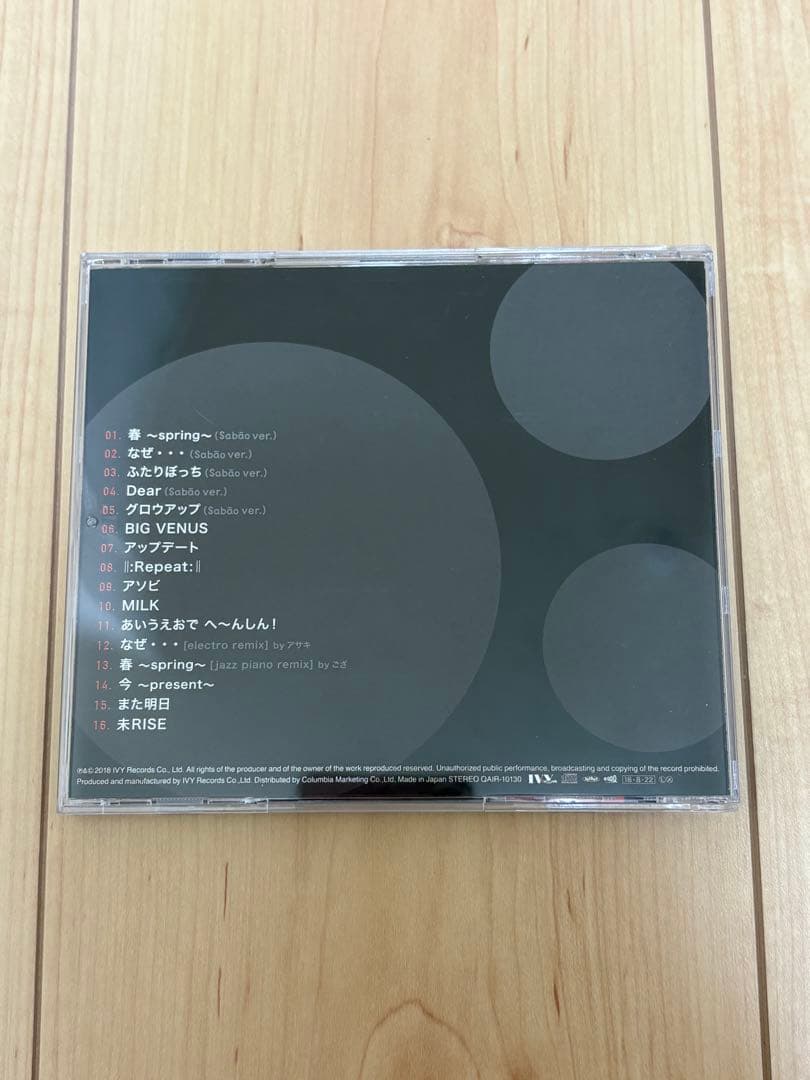 01. 春 ～spring～ (Sabão ver.)
02. なぜ・・・ (Sabão ver.)
03. ふたりぼっち (Sabão ver.)
04. Dear (Sabão ver.)
05. グロウアップ (Sabão ver.)
06. BIG VENUS
07. アップデート
08. ||:Repeat:||
09. アソビ
10. MILK
11. あいうえおで へ〜んしん！
12. なぜ・・・ [electro remix] by アサキ
13. 春 ～spring～ [jazz piano remix] by ござ
14. 今 ～present～
15. また明日
16. 未RISE
℗&© 2018 IVY Records Co., Ltd. All rights of the producer and of the owner of the work reproduced reserved. Unauthorized public performance, broadcasting and copying of the record prohibited.
Produced and manufactured by IVY Records Co.,Ltd. Distributed by Columbia Marketing Co.,Ltd. Made in Japan STEREO QAIR-10130 IVY 18·8·22